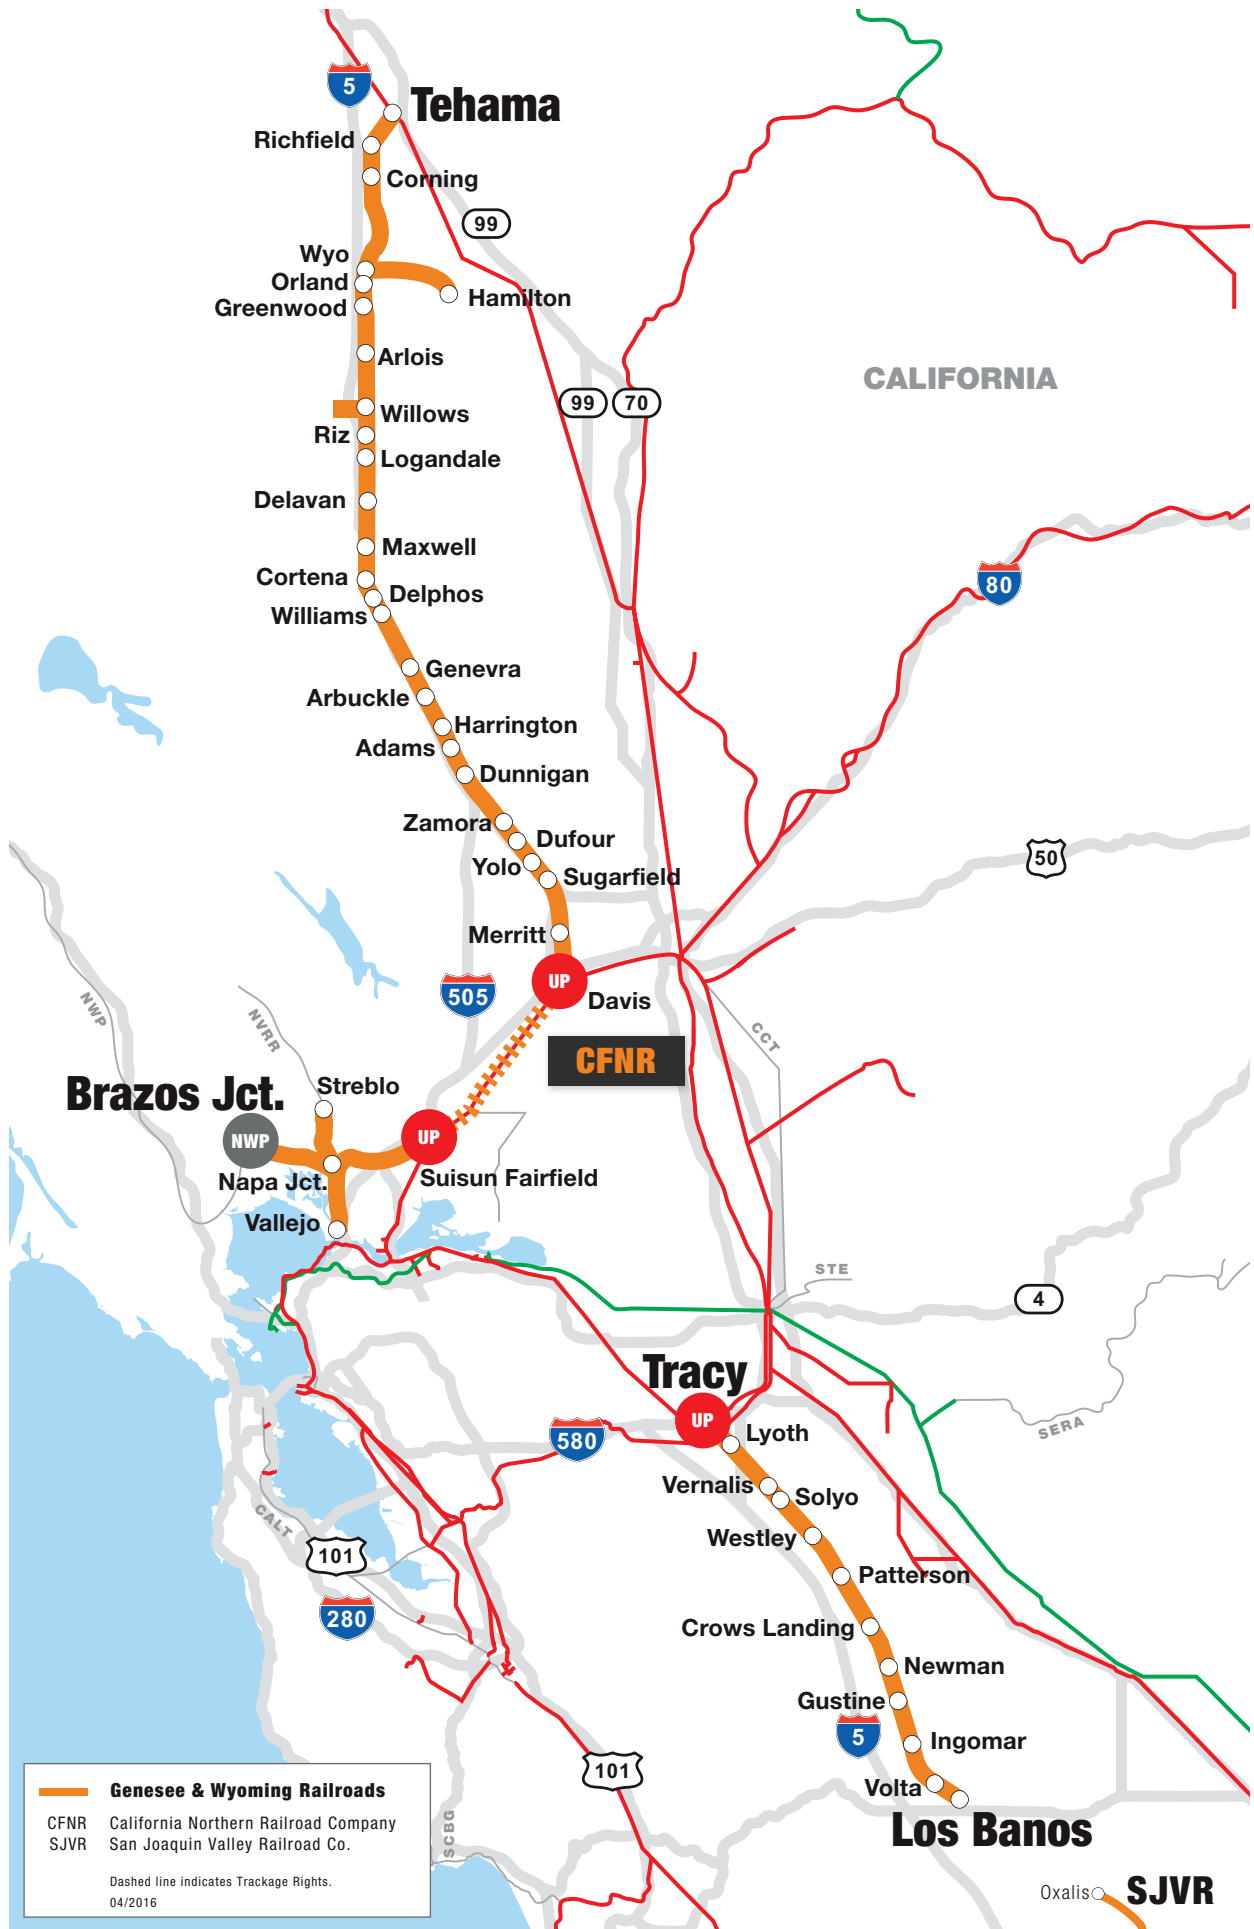 5
Tehama
Richfield
Corning
99
Wyo
Orland
Hamilton
Greenwood
Arlois
CALIFORNIA
99
70
Willows
Riz
Logandale
Delavan
Maxwell
Cortena
80
Delphos
Williams
Genevra
Arbuckle
Harrington
Adams
Dunnigan
Zamora
Dufour
50
Yolo
Sugarfield
Merritt
UP
505
Davis
NWP
NVRR
CCT
CFNR
Brazos Jct.
Streblo
NWP
UP
Napa Jct.
Suisun Fairfield
Vallejo
STE
4
Tracy
UP
SERA
Lyoth
580
Vernalis
Solyo
CALT
Westley
101
Patterson
280
Crows Landing
Newman
Gustine
5
Ingomar
101
Volta
Los Banos
Genesee & Wyoming Railroads
CFNR California Northern Railroad Company
SJVR San Joaquin Valley Railroad Co.
Dashed line indicates Trackage Rights.
04/2016
SCBG
Oxalis
SJVR